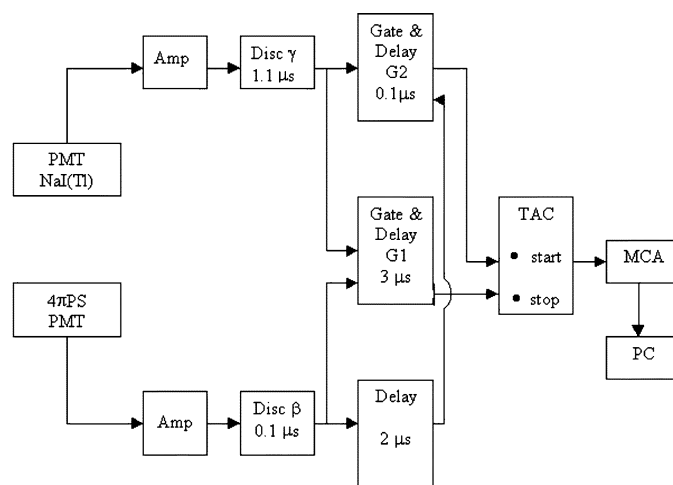 Amp
Disc γ
1.1 μs
Gate &
Delay
G2
0.1μs
PMT
NaI(Tl)
Gate &
Delay
G1
3 μs
TAC
• start
• stop
MCA
PC
4πPS
PMT
Amp
Disc β
0.1 μs
Delay
2 μs